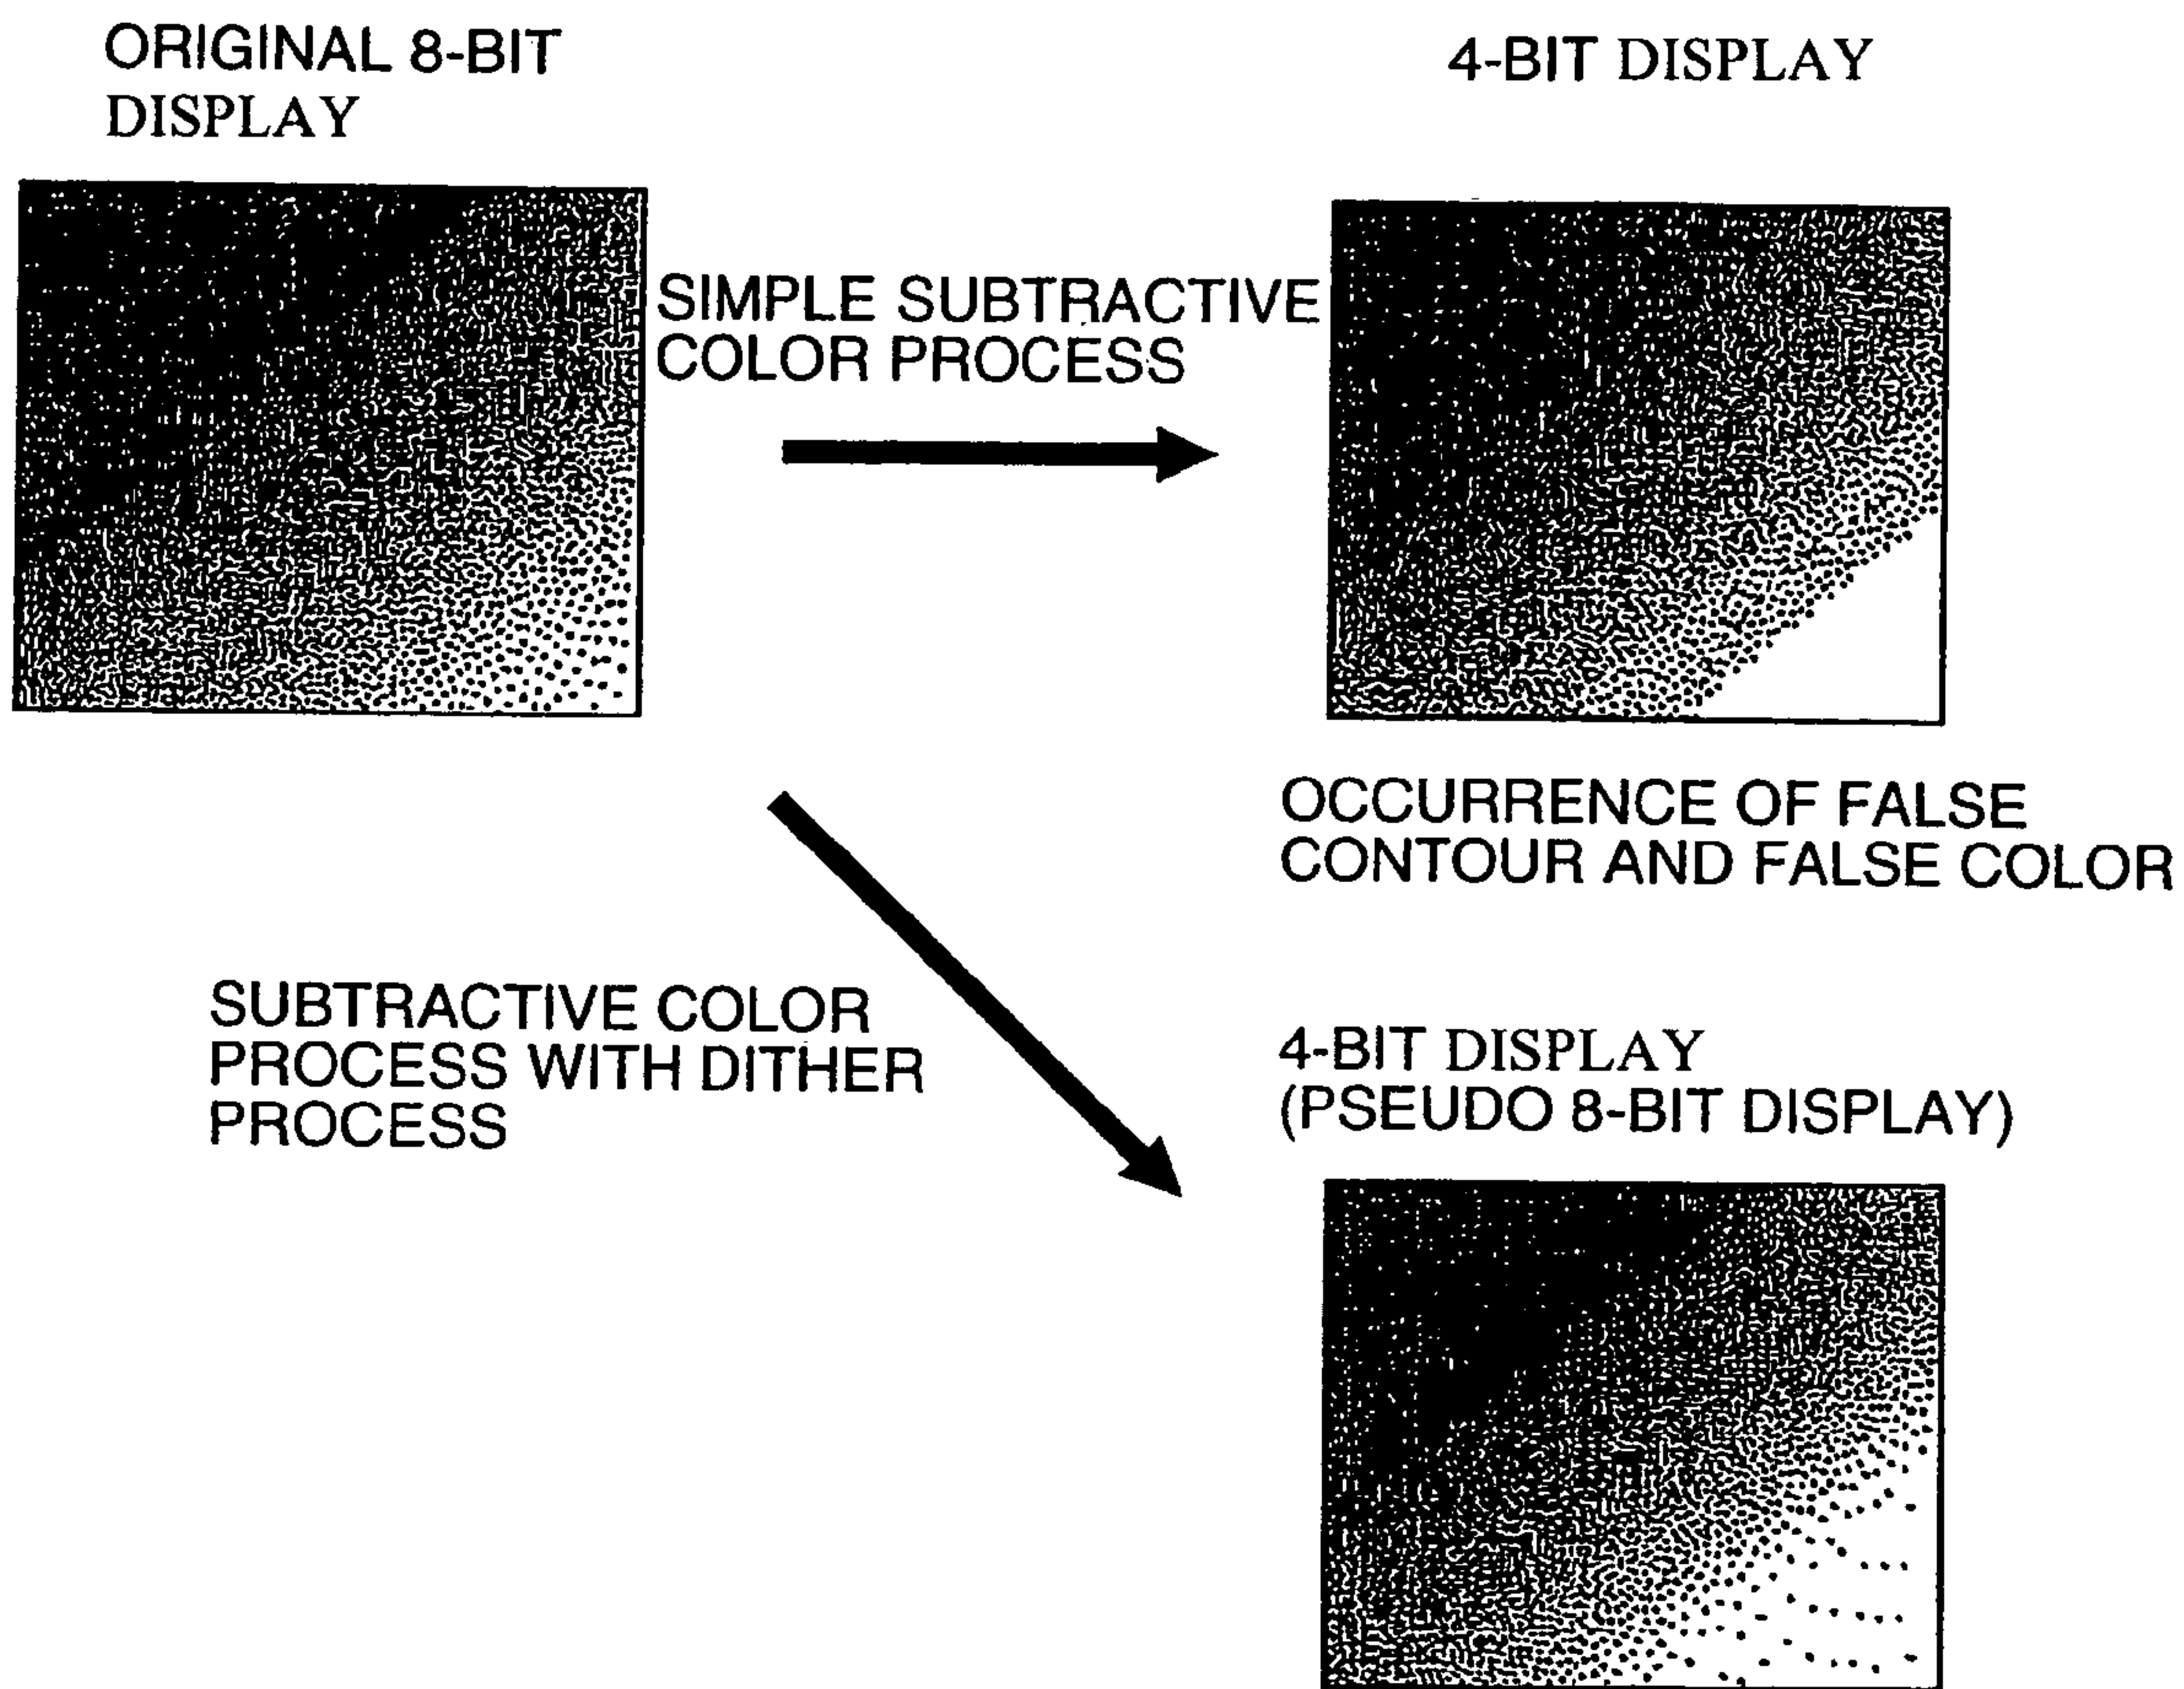 ORIGINAL 8-BIT
DISPLAY
4-BIT DISPLAY
SIMPLE SUBTRACTIVE
COLOR PROCESS
OCCURRENCE OF FALSE
CONTOUR AND FALSE COLOR
SUBTRACTIVE COLOR
PROCESS WITH DITHER
PROCESS
4-BIT DISPLAY
(PSEUDO 8-BIT DISPLAY)